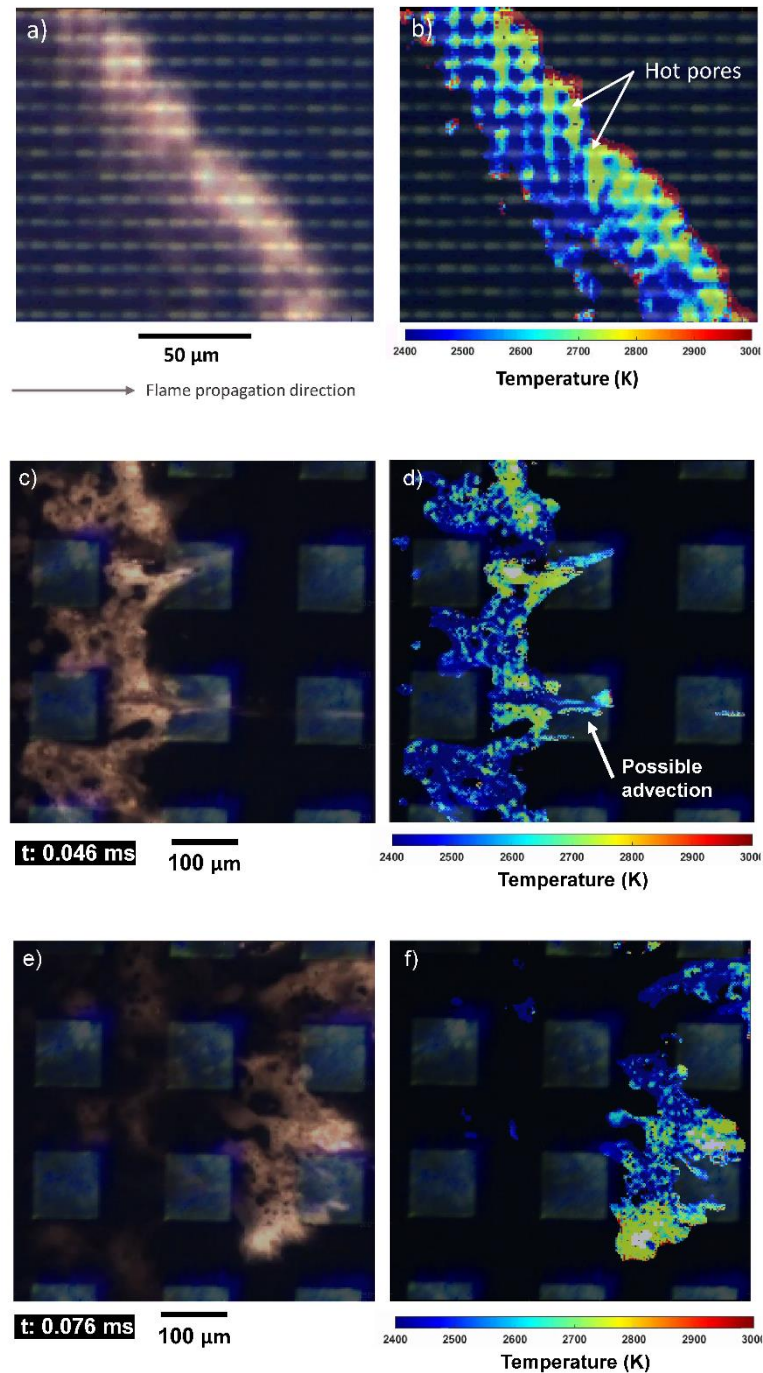 a)
b)
Hot pores
50 µm
Flame propagation direction
2400 2500 2600 2700 2800 2900 3000
Temperature (K)
c)
d)
Possible
advection
t: 0.046 ms
100 µm
2400 2500 2600 2700 2800 2900 3000
Temperature (K)
e)
f)
t: 0.076 ms
100 µm
2400 2500 2600 2700 2800 2900 3000
Temperature (K)